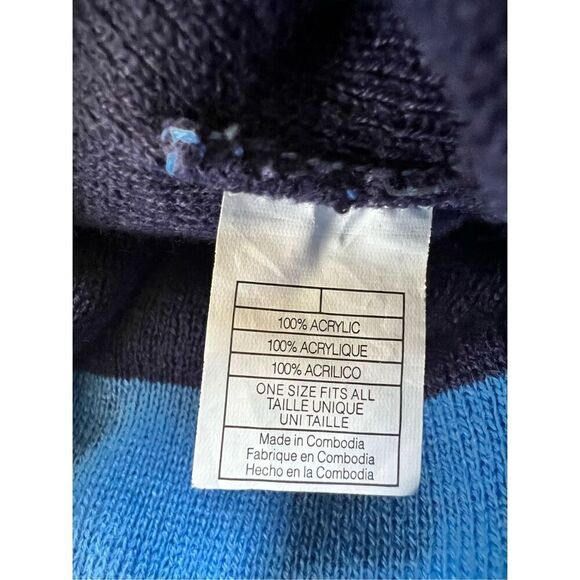 100% ACRYLIC
100% ACRYLIQUE
100% ACRILICO
ONE SIZE FITS ALL
TAILLE UNIQUE
UNI TAILLE
Made in Combodia
Fabrique en Combodia
Hecho en la Combodia